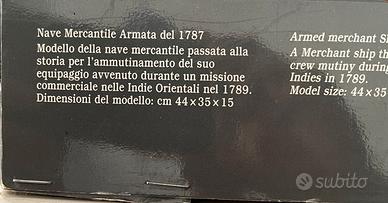 Nave Mercantile Armata del 1787
Modello della nave mercantile passata alla
storia per l'ammutinamento del suo
equipaggio avvenuto durante un missione
commerciale nelle Indie Orientali nel 1789.
Dimensioni del modello: cm 44×35×15
Armed merchant
A Merchant ship
crew mutiny
Indies in 1789.
Model size: 44×35
subito